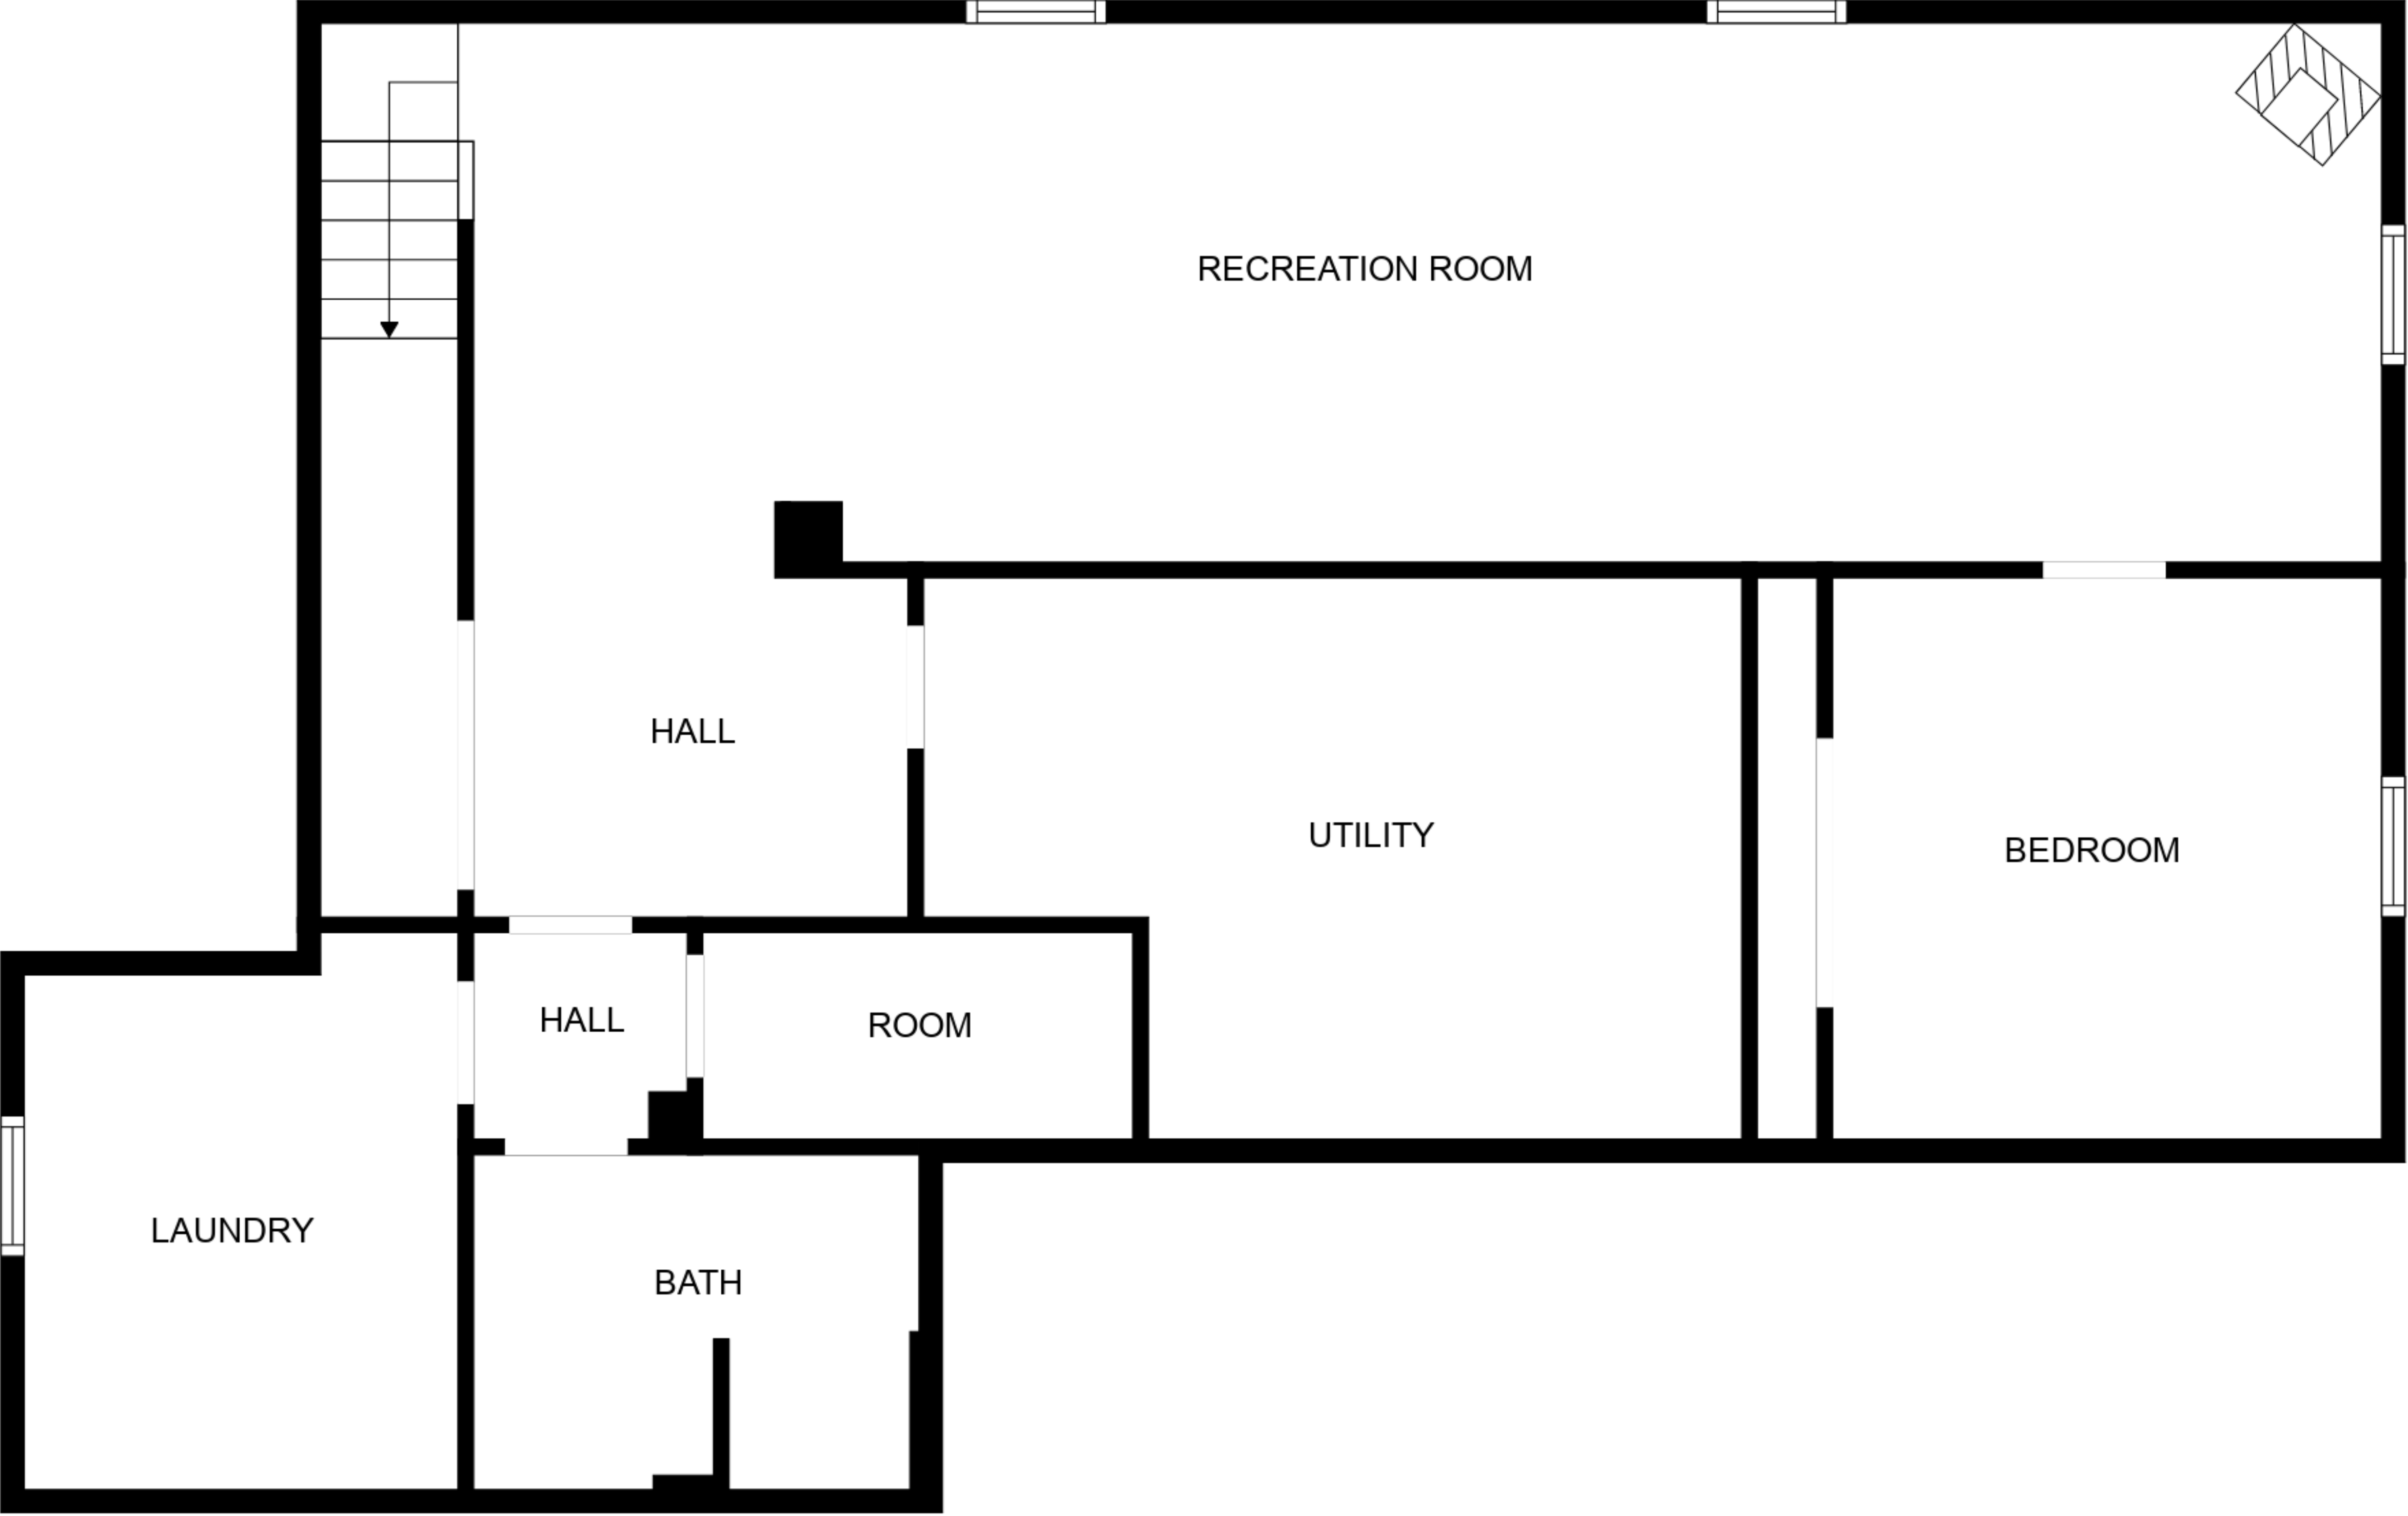 RECREATION ROOM
HALL
UTILITY
BEDROOM
HALL
ROOM
LAUNDRY
BATH